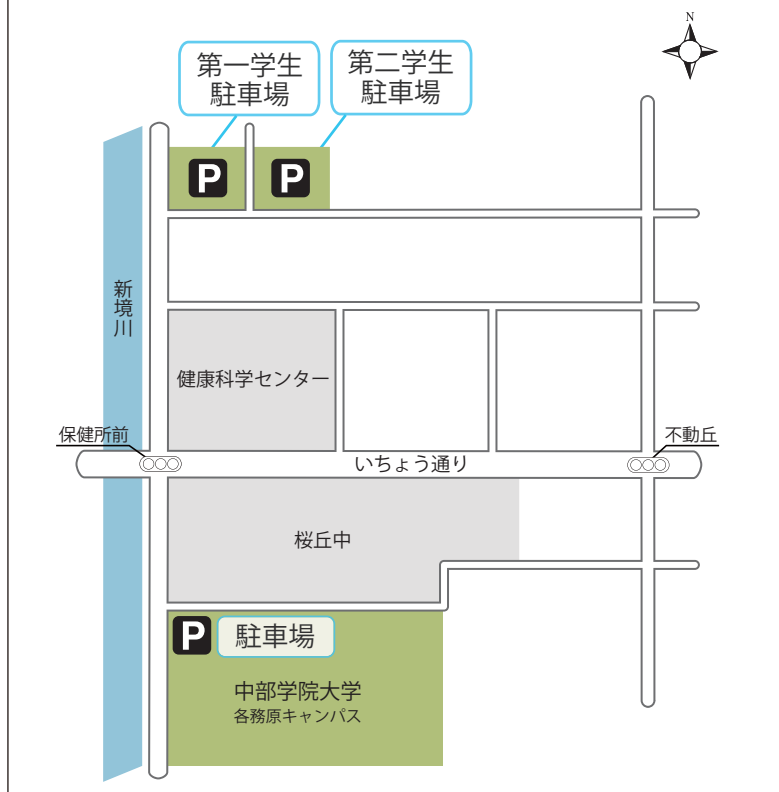 N
第一学生
駐車場
第二学生
駐車場
P
P
新境川
健康科学センター
保健所前
不動丘
いちょう通り
桜丘中
P
駐車場
中部学院大学
各務原キャンパス